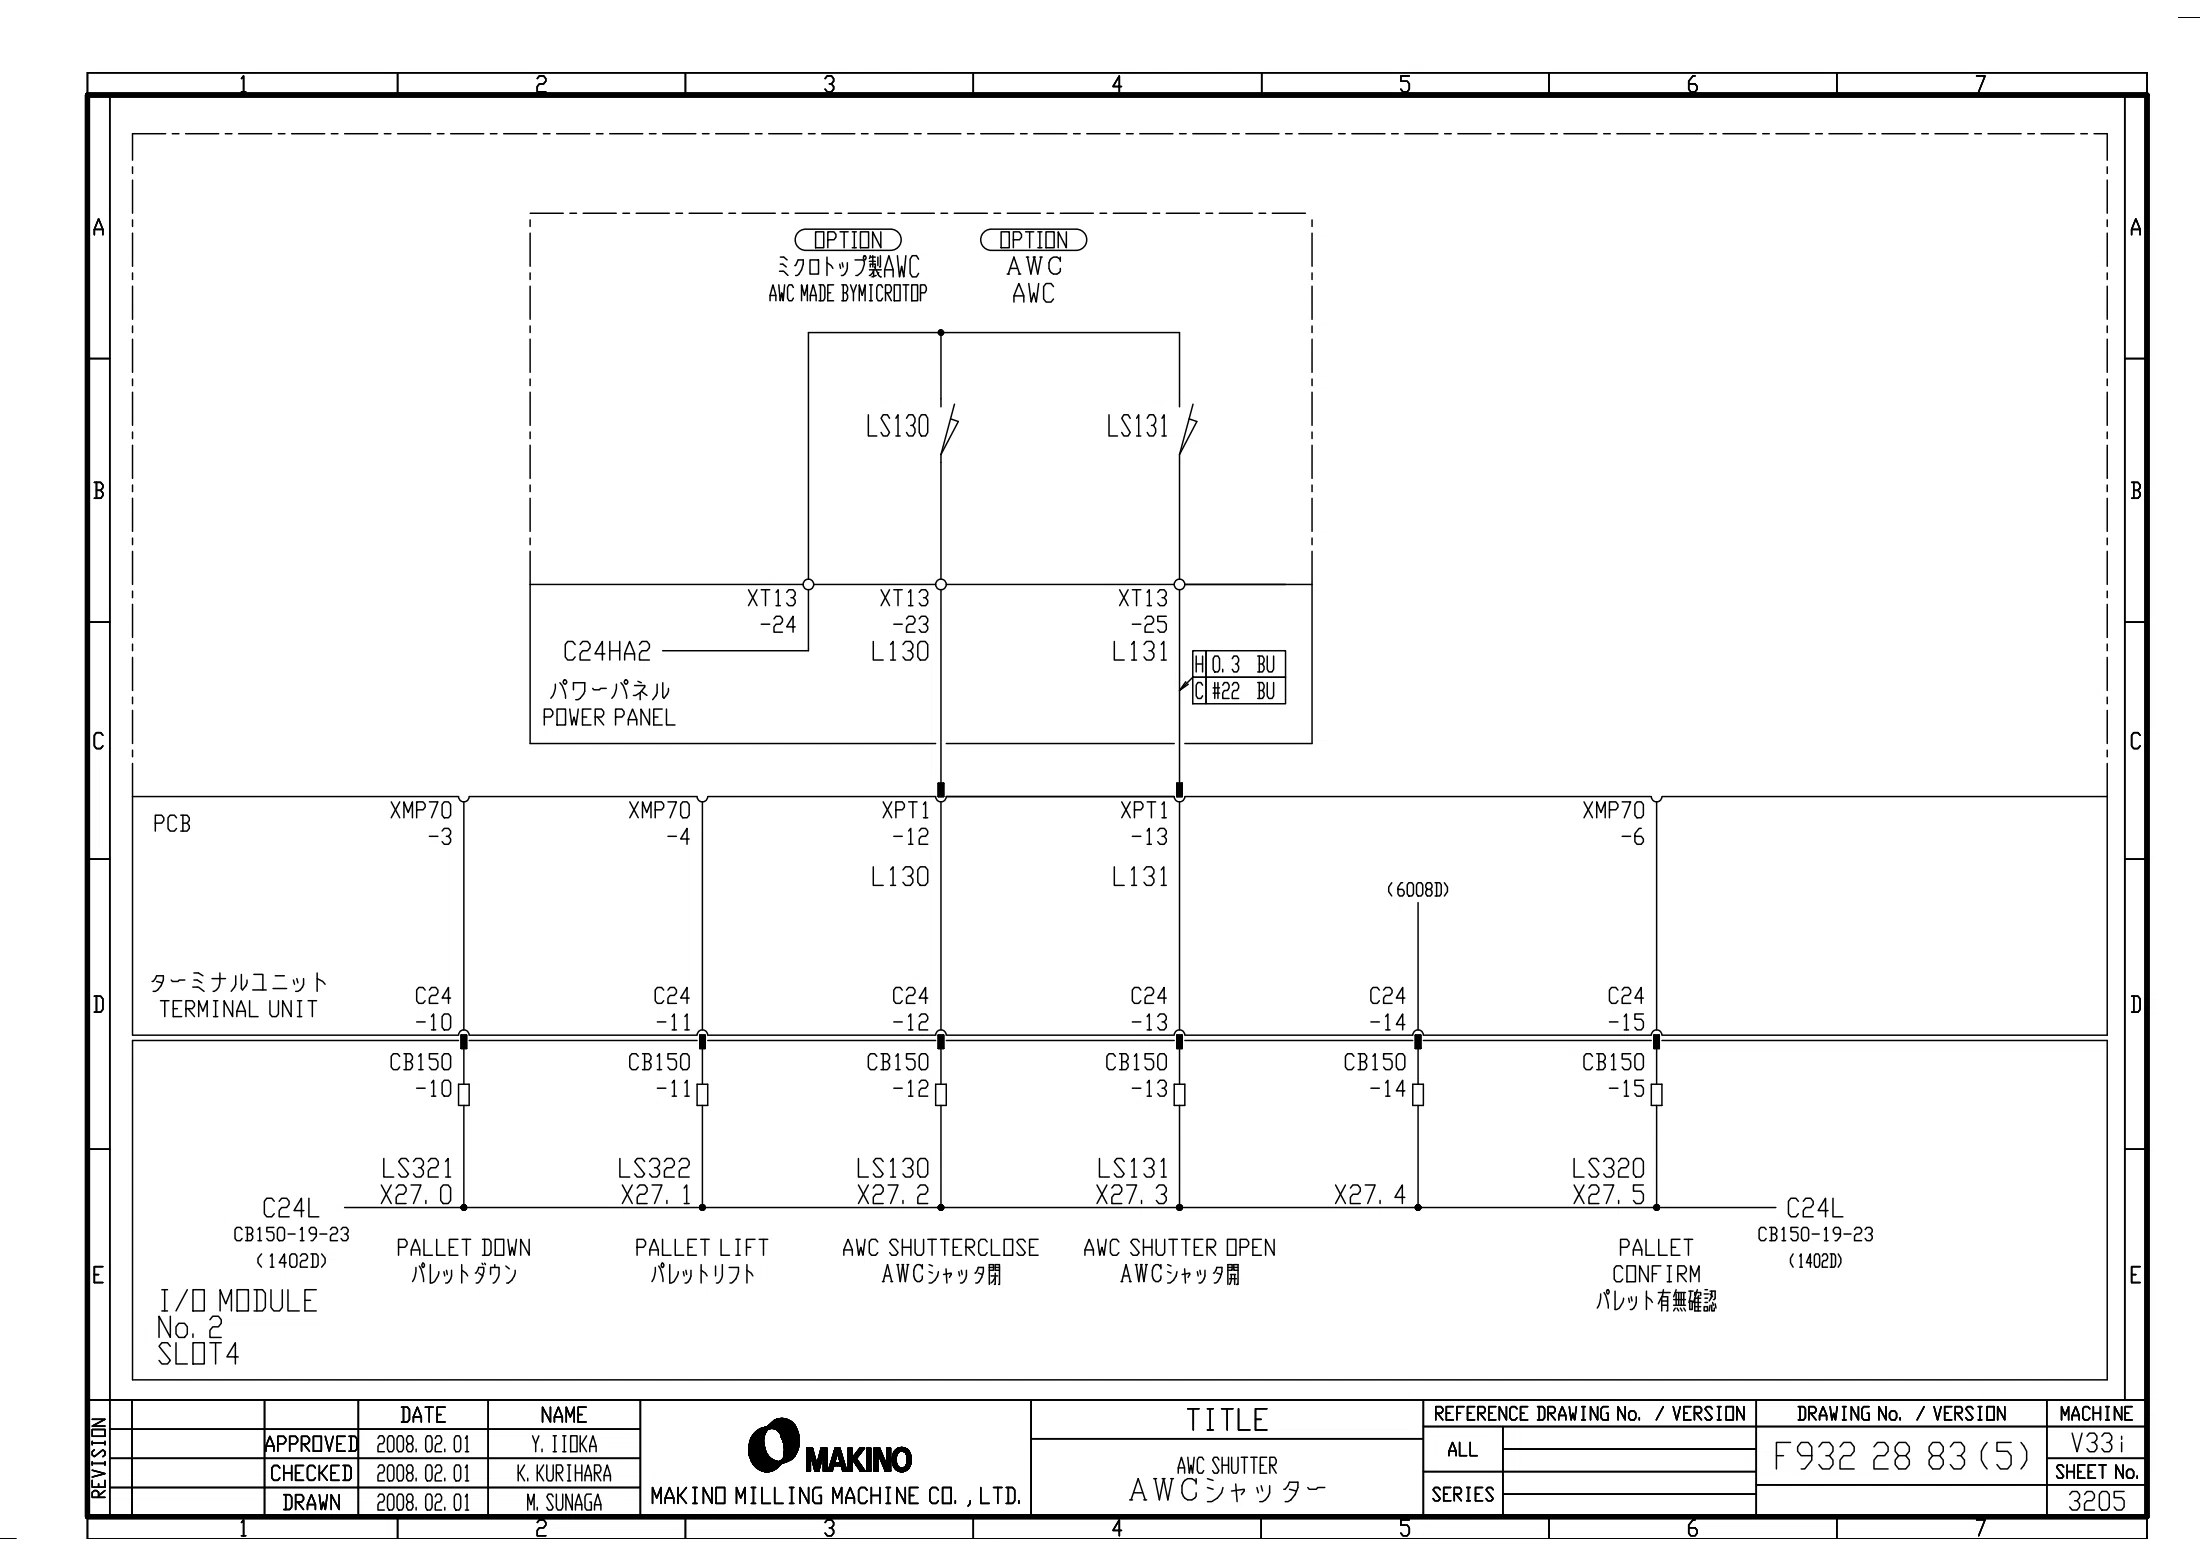 1 2 3 4 5 6 7
A A
OPTION OPTION
ミクロトップ製AWC AWC
AWC MADE BYMICROTOP AWC
LS130 LS131
B B
XT13 XT13 XT13
-24 -23 -25
C24HA2 L130 L131
H 0.3 BU
C #22 BU
パワーパネル
POWER PANEL
C C
XMP70 XMP70 XPT1 XPT1 XMP70
PCB
-3 -4 -12 -13 -6
L130 L131
(6008D)
ターミナルユニット
TERMINAL UNIT
D D
C24 C24 C24 C24 C24 C24
-10 -11 -12 -13 -14 -15
CB150 CB150 CB150 CB150 CB150 CB150
-10 -11 -12 -13 -14 -15
LS321 LS322 LS130 LS131 LS320
X27.0 X27.1 X27.2 X27.3 X27.4 X27.5
C24L C24L
CB150-19-23 CB150-19-23
(1402D) (1402D)
PALLET DOWN PALLET LIFT AWC SHUTTERCLOSE AWC SHUTTER OPEN PALLET
パレットダウン パレットリフト AWCシャッタ閉 AWCシャッタ開 CONFIRM
パレット有無確認
E E
I/O MODULE
No.2
SLOT4
REVISION
DATE NAME
APPROVED 2008.02.01 Y.IIOKA
CHECKED 2008.02.01 K.KURIHARA
DRAWN 2008.02.01 M.SUNAGA
MAKINO
MAKINO MILLING MACHINE CO.,LTD.
TITLE
AWC SHUTTER
AWCシャッター
REFERENCE DRAWING No. / VERSION
ALL
SERIES
DRAWING No. / VERSION
F932 28 83(5)
MACHINE
V33i
SHEET No.
3205
1 2 3 4 5 6 7